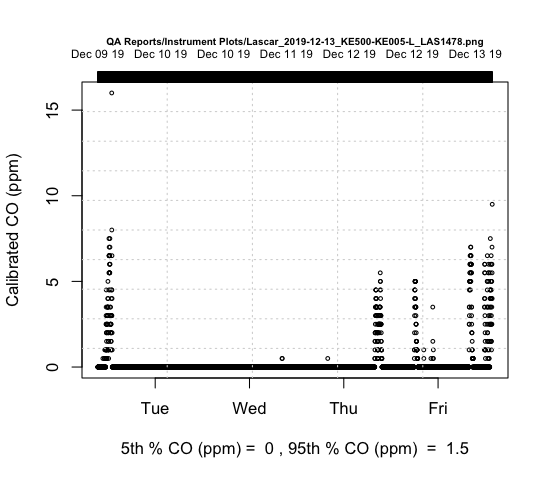 QA Reports/Instrument Plots/Lascar_2019-12-13_KE500-KE005-L_LAS1478.png
Dec 09 19 Dec 10 19 Dec 10 19 Dec 11 19 Dec 12 19 Dec 12 19 Dec 13 19
Calibrated CO (ppm)
15
10
5
0
Tue Wed Thu Fri
5th % CO (ppm) = 0 , 95th % CO (ppm) = 1.5